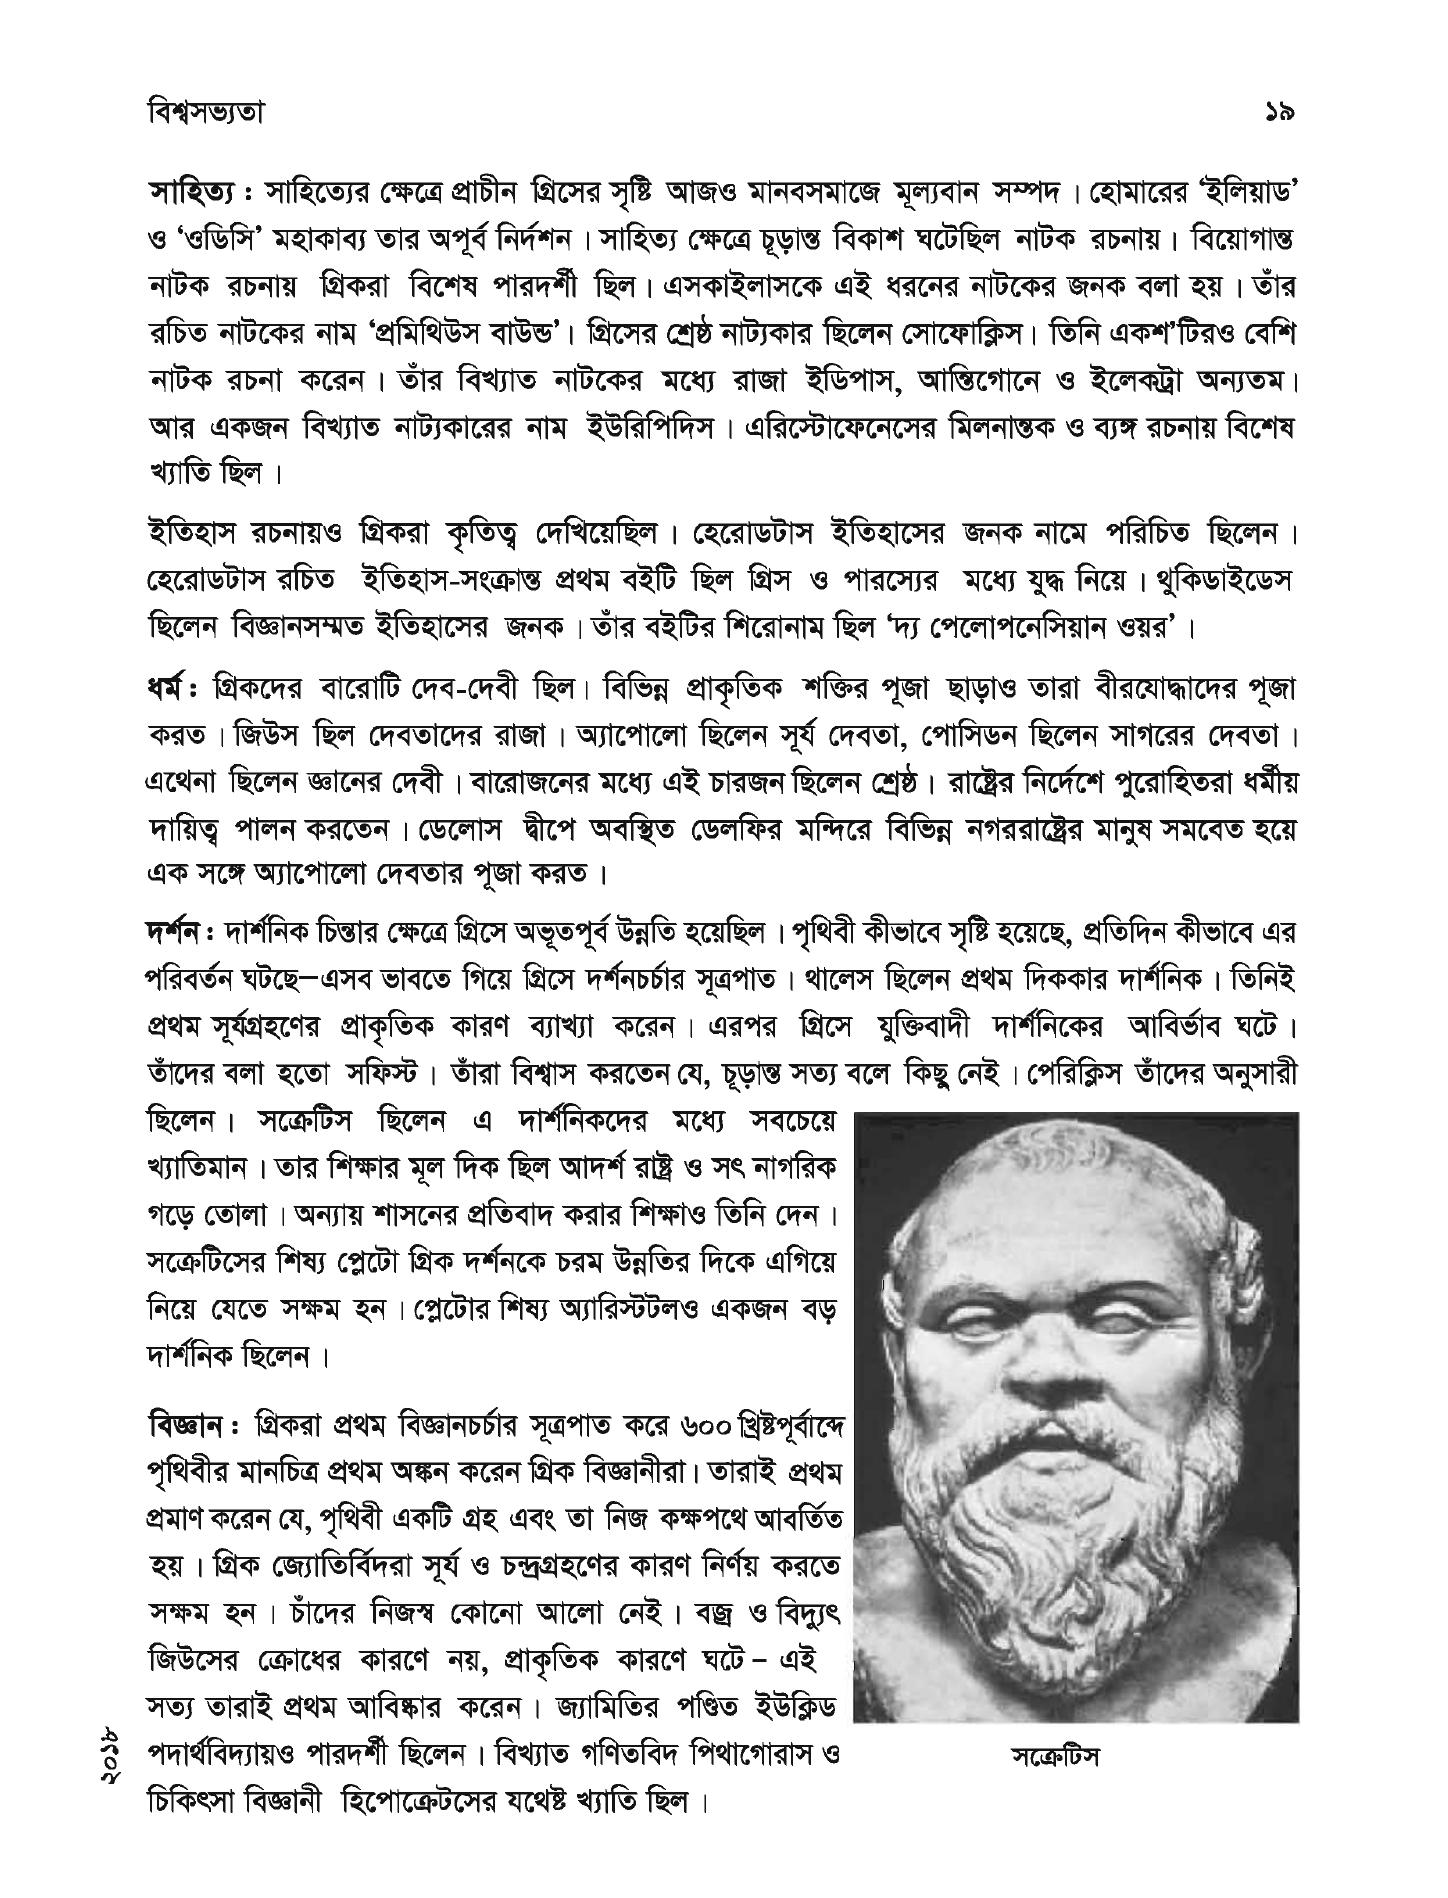 বিশ্বসভ্যতা ১৯
সাহিত্য : সাহিত্যের ক্ষেত্রে প্রাচীন গ্রিসের সৃষ্টি আজও মানবসমাজে মূল্যবান সম্পদ । হোমারের ‘ইলিয়াড’
ও ‘ওডিসি’ মহাকাব্য তার অপূর্ব নির্দশন । সাহিত্য ক্ষেত্রে চূড়ান্ত বিকাশ ঘটেছিল নাটক রচনায় । বিয়োগান্ত
নাটক রচনায় গ্রিকরা বিশেষ পারদর্শী ছিল । এসকাইলাসকে এই ধরনের নাটকের জনক বলা হয় । তাঁর
রচিত নাটকের নাম ‘প্রমিথিউস বাউন্ড’। গ্রিসের শ্রেষ্ঠ নাট্যকার ছিলেন সোফোক্লিস। তিনি একশ’টিরও বেশি
নাটক রচনা করেন । তাঁর বিখ্যাত নাটকের মধ্যে রাজা ইডিপাস, আন্তিগোনে ও ইলেকট্রা অন্যতম।
আর একজন বিখ্যাত নাট্যকারের নাম ইউরিপিদিস । এরিস্টোফেনেসের মিলনান্তক ও ব্যঙ্গ রচনায় বিশেষ
খ্যাতি ছিল ।
ইতিহাস রচনায়ও গ্রিকরা কৃতিত্ব দেখিয়েছিল । হেরোডটাস ইতিহাসের জনক নামে পরিচিত ছিলেন ।
হেরোডটাস রচিত ইতিহাস-সংক্রান্ত প্রথম বইটি ছিল গ্রিস ও পারস্যের মধ্যে যুদ্ধ নিয়ে । থুকিডাইডেস
ছিলেন বিজ্ঞানসম্মত ইতিহাসের জনক । তাঁর বইটির শিরোনাম ছিল ‘দ্য পেলোপনেসিয়ান ওয়র’ ।
ধর্ম : গ্রিকদের বারোটি দেব-দেবী ছিল। বিভিন্ন প্রাকৃতিক শক্তির পূজা ছাড়াও তারা বীরযোদ্ধাদের পূজা
করত । জিউস ছিল দেবতাদের রাজা । অ্যাপোলো ছিলেন সূর্য দেবতা, পোসিডন ছিলেন সাগরের দেবতা ।
এথেনা ছিলেন জ্ঞানের দেবী । বারোজনের মধ্যে এই চারজন ছিলেন শ্রেষ্ঠ । রাষ্ট্রের নির্দেশে পুরোহিতরা ধর্মীয়
দায়িত্ব পালন করতেন । ডেলোস দ্বীপে অবস্থিত ডেলফির মন্দিরে বিভিন্ন নগররাষ্ট্রের মানুষ সমবেত হয়ে
এক সঙ্গে অ্যাপোলো দেবতার পূজা করত ।
দর্শন : দার্শনিক চিন্তার ক্ষেত্রে গ্রিসে অভূতপূর্ব উন্নতি হয়েছিল । পৃথিবী কীভাবে সৃষ্টি হয়েছে, প্রতিদিন কীভাবে এর
পরিবর্তন ঘটছে–এসব ভাবতে গিয়ে গ্রিসে দর্শনচর্চার সূত্রপাত । থালেস ছিলেন প্রথম দিককার দার্শনিক । তিনিই
প্রথম সূর্যগ্রহণের প্রাকৃতিক কারণ ব্যাখ্যা করেন । এরপর গ্রিসে যুক্তিবাদী দার্শনিকের আবির্ভাব ঘটে ।
তাঁদের বলা হতো সফিস্ট । তাঁরা বিশ্বাস করতেন যে, চূড়ান্ত সত্য বলে কিছু নেই । পেরিক্লিস তাঁদের অনুসারী
ছিলেন । সক্রেটিস ছিলেন এ দার্শনিকদের মধ্যে সবচেয়ে
খ্যাতিমান । তার শিক্ষার মূল দিক ছিল আদর্শ রাষ্ট্র ও সৎ নাগরিক
গড়ে তোলা । অন্যায় শাসনের প্রতিবাদ করার শিক্ষাও তিনি দেন ।
সক্রেটিসের শিষ্য প্লেটো গ্রিক দর্শনকে চরম উন্নতির দিকে এগিয়ে
নিয়ে যেতে সক্ষম হন । প্লেটোর শিষ্য অ্যারিস্টটলও একজন বড়
দার্শনিক ছিলেন ।
বিজ্ঞান : গ্রিকরা প্রথম বিজ্ঞানচর্চার সূত্রপাত করে ৬০০ খ্রিষ্টপূর্বাব্দে
পৃথিবীর মানচিত্র প্রথম অঙ্কন করেন গ্রিক বিজ্ঞানীরা। তারাই প্রথম
প্রমাণ করেন যে, পৃথিবী একটি গ্রহ এবং তা নিজ কক্ষপথে আবর্তিত
হয় । গ্রিক জ্যোতির্বিদরা সূর্য ও চন্দ্রগ্রহণের কারণ নির্ণয় করতে
সক্ষম হন । চাঁদের নিজস্ব কোনো আলো নেই । বজ্র ও বিদ্যুৎ
জিউসের ক্রোধের কারণে নয়, প্রাকৃতিক কারণে ঘটে – এই
সত্য তারাই প্রথম আবিষ্কার করেন । জ্যামিতির পণ্ডিত ইউক্লিড
পদার্থবিদ্যায়ও পারদর্শী ছিলেন । বিখ্যাত গণিতবিদ পিথাগোরাস ও
চিকিৎসা বিজ্ঞানী হিপোক্রেটসের যথেষ্ট খ্যাতি ছিল ।
সক্রেটিস
২০১৮